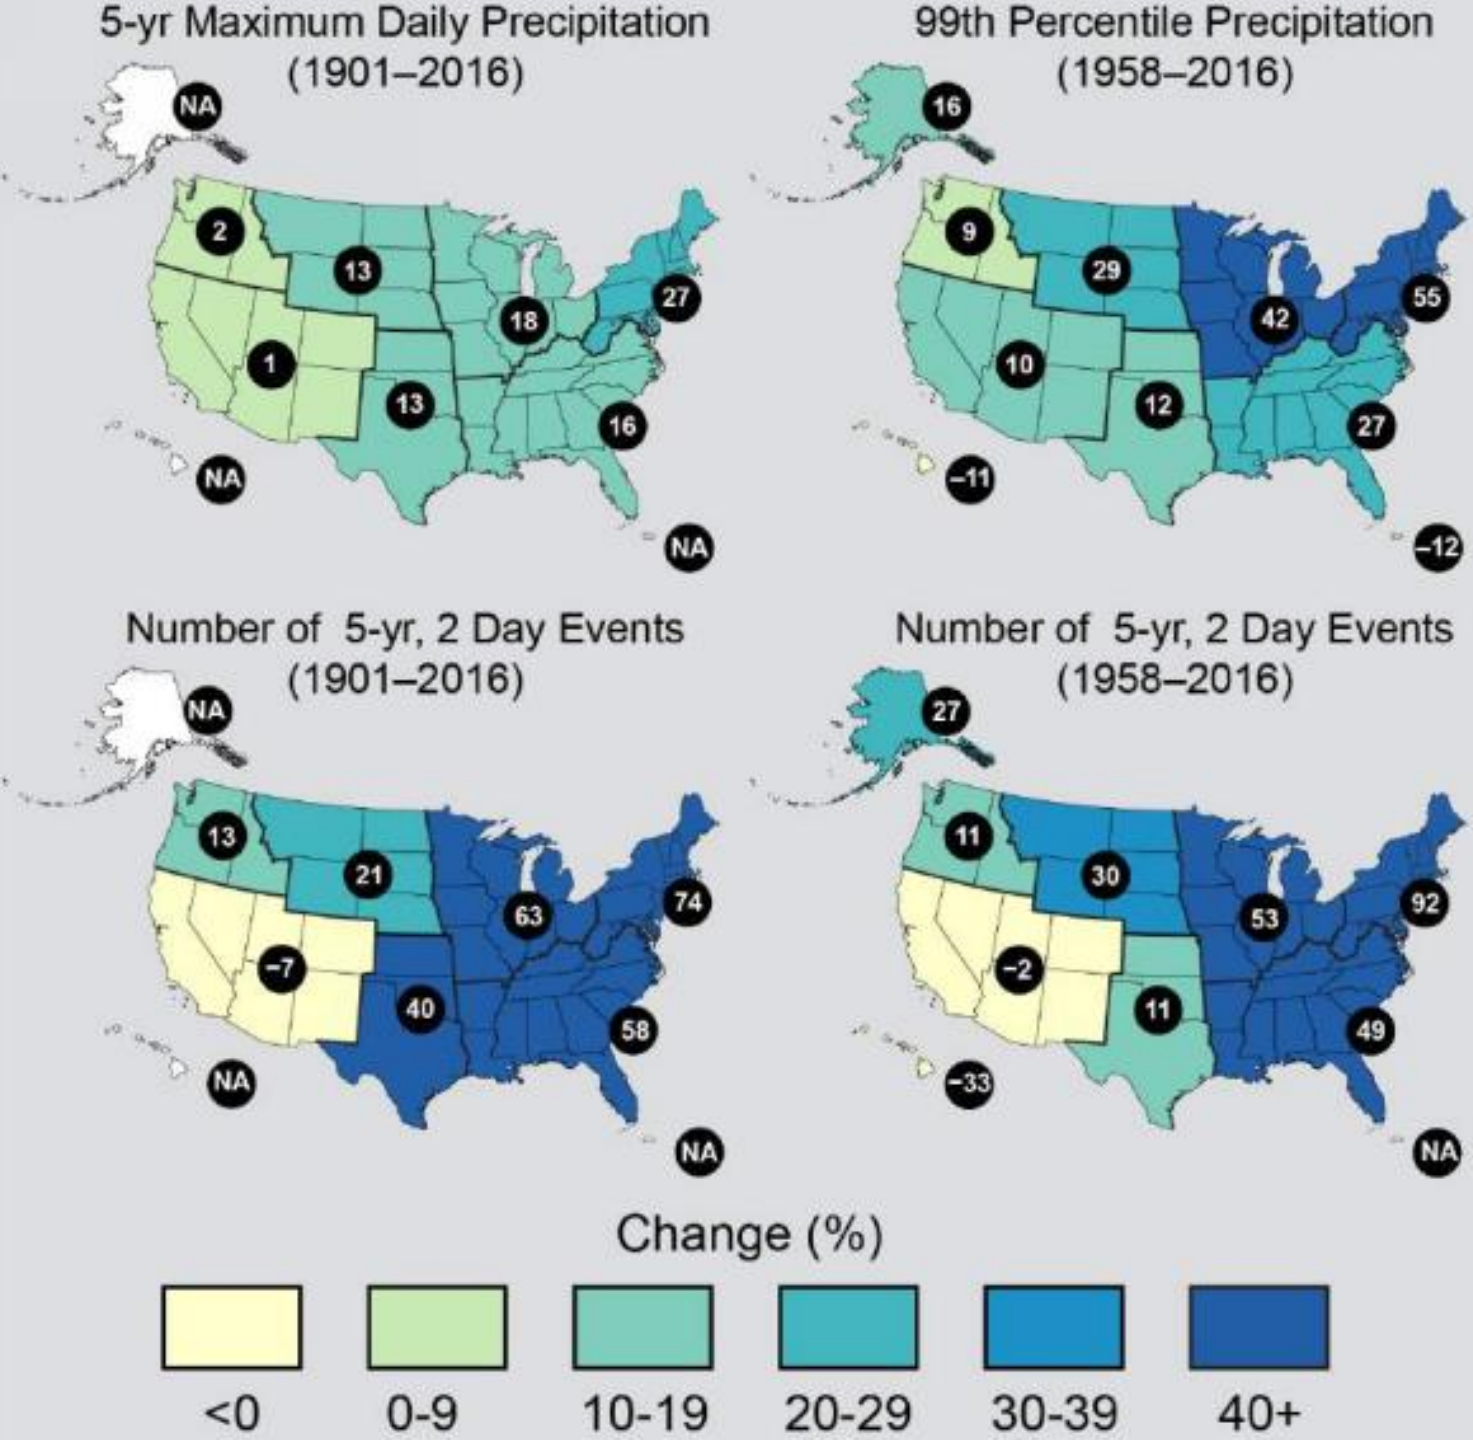 5-yr Maximum Daily Precipitation
(1901–2016)
NA
2
13
27
18
1
13
16
NA
NA
99th Percentile Precipitation
(1958–2016)
16
9
29
55
42
10
12
27
–11
–12
Number of 5-yr, 2 Day Events
(1901–2016)
NA
13
21
74
63
–7
40
58
NA
NA
Number of 5-yr, 2 Day Events
(1958–2016)
27
11
30
92
53
–2
11
49
–33
NA
Change (%)
<0 0-9 10-19 20-29 30-39 40+